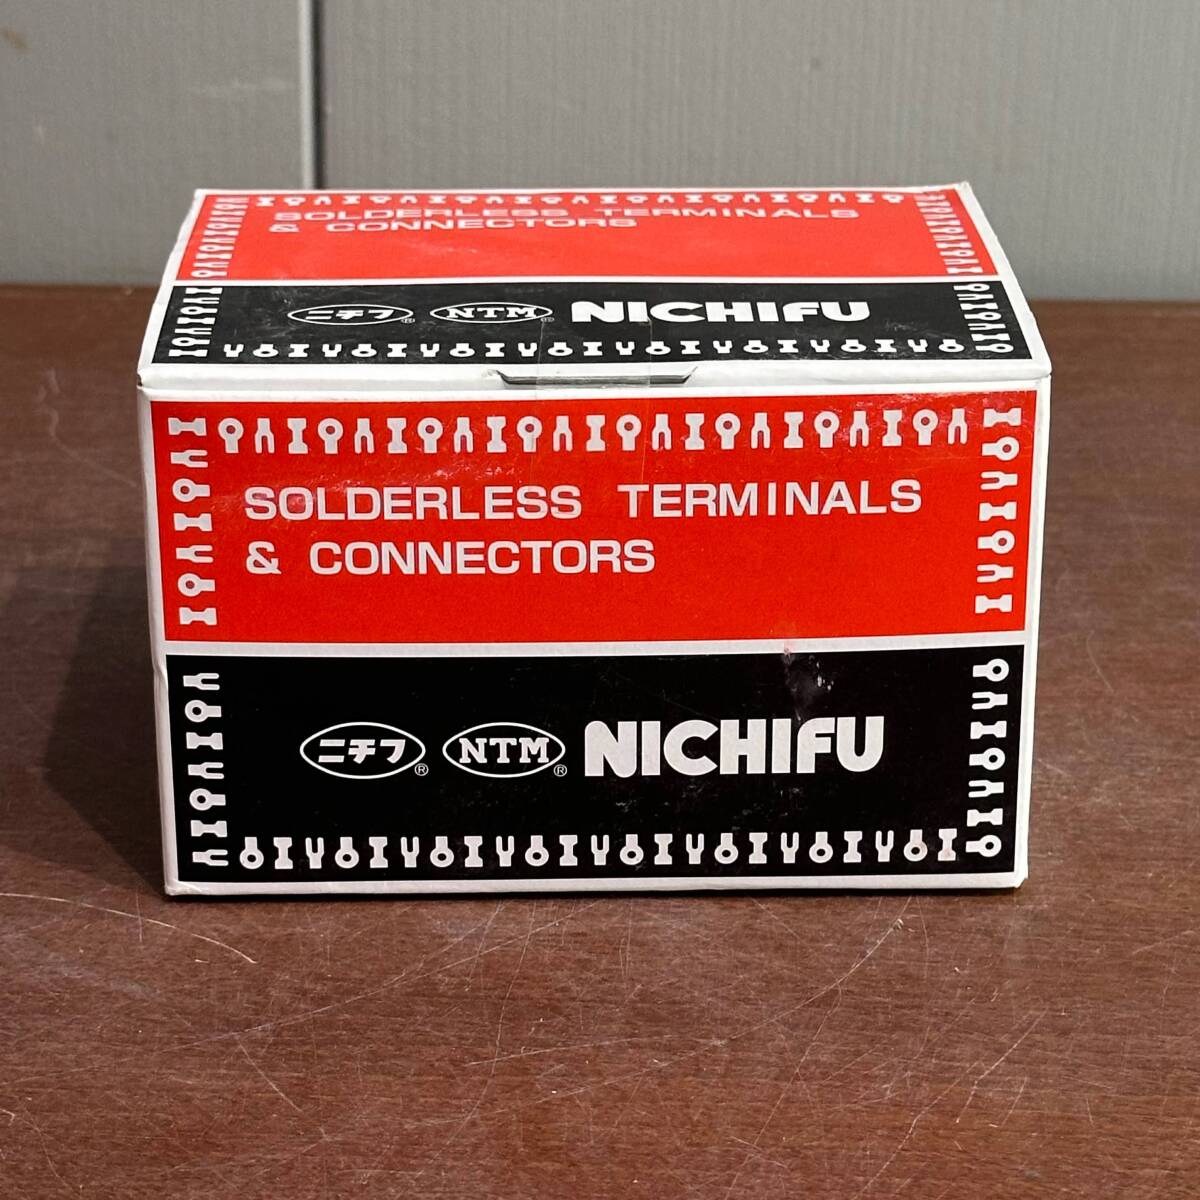 SOLDERLESS TERMINALS
& CONNECTORS
ニチフ® NTM® NICHIFU
SOLDERLESS TERMINALS
& CONNECTORS
ニチフ® NTM® NICHIFU